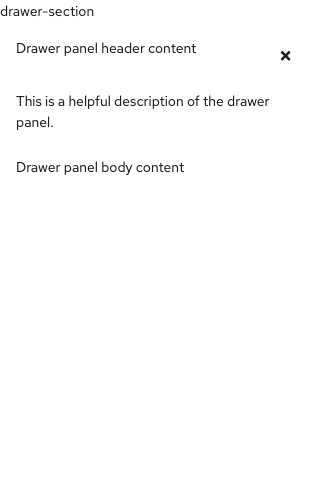 drawer-section
Drawer panel header content
This is a helpful description of the drawer
panel.
Drawer panel body content